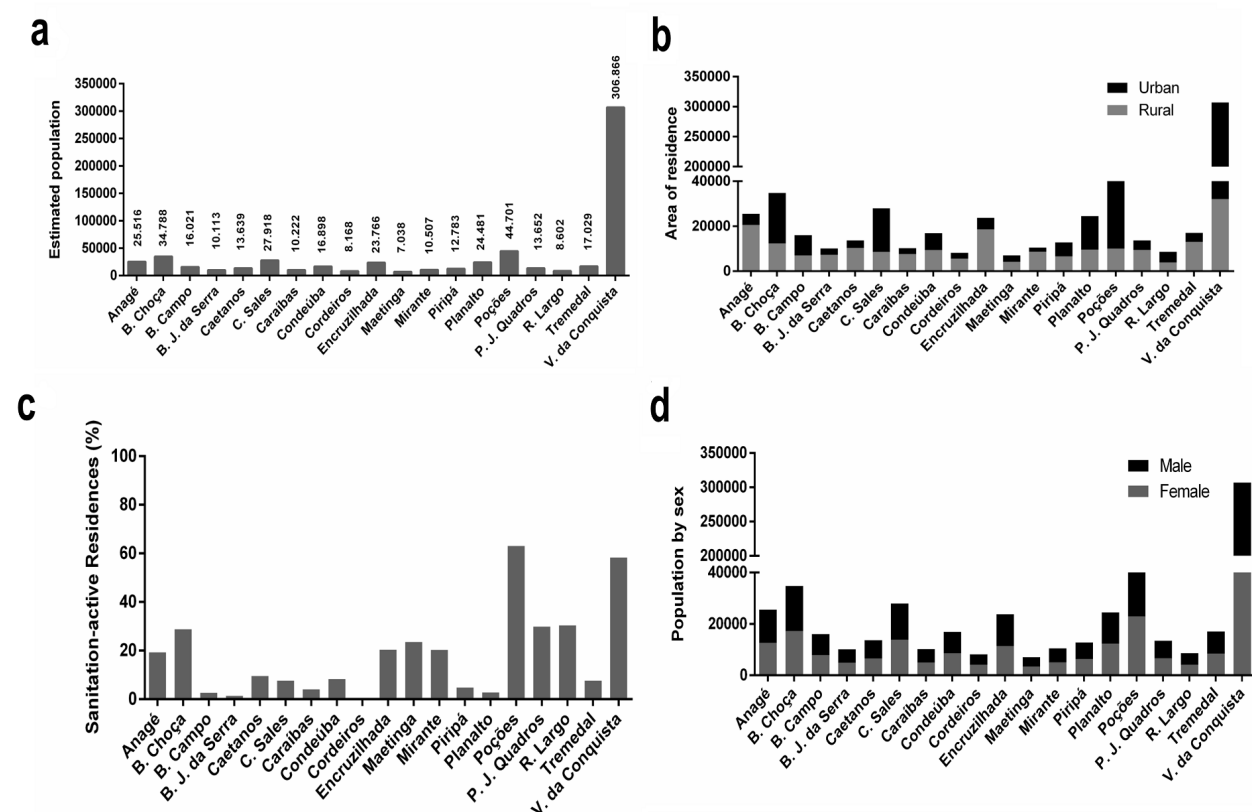 a
Estimated population
350000
300000
250000
200000
150000
100000
50000
0
25.516
34.788
16.021
10.113
13.639
27.918
10.222
16.898
8.168
23.766
7.038
10.507
12.783
24.481
44.701
13.652
8.602
17.029
306.866
Anagé
B. Choça
B. Campo
B. J. da Serra
Caetanos
C. Sales
Caraíbas
Condeúba
Cordeiros
Encruzilhada
Maetinga
Mirante
Piripá
Planalto
Poções
P. J. Quadros
R. Largo
Tremedal
V. da Conquista
b
Area of residence
350000
300000
250000
200000
40000
20000
0
Urban
Rural
Anagé
B. Choça
B. Campo
B. J. da Serra
Caetanos
C. Sales
Caraíbas
Condeúba
Cordeiros
Encruzilhada
Maetinga
Mirante
Piripá
Planalto
Poções
P. J. Quadros
R. Largo
Tremedal
V. da Conquista
c
Sanitation-active Residences (%)
100
80
60
40
20
0
Anagé
B. Choça
B. Campo
B. J. da Serra
Caetanos
C. Sales
Caraíbas
Condeúba
Cordeiros
Encruzilhada
Maetinga
Mirante
Piripá
Planalto
Poções
P. J. Quadros
R. Largo
Tremedal
V. da Conquista
d
Population by sex
350000
300000
250000
200000
40000
20000
0
Male
Female
Anagé
B. Choça
B. Campo
B. J. da Serra
Caetanos
C. Sales
Caraíbas
Condeúba
Cordeiros
Encruzilhada
Maetinga
Mirante
Piripá
Planalto
Poções
P. J. Quadros
R. Largo
Tremedal
V. da Conquista